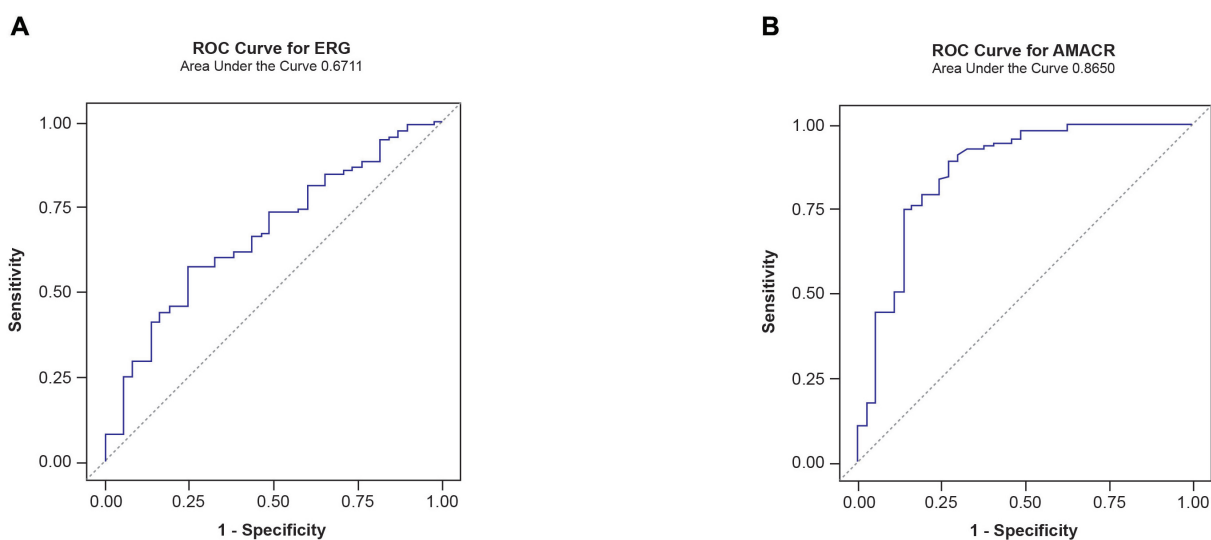 A
ROC Curve for ERG
Area Under the Curve 0.6711
1.00
0.75
0.50
0.25
0.00
Sensitivity
0.00 0.25 0.50 0.75 1.00
1 - Specificity
B
ROC Curve for AMACR
Area Under the Curve 0.8650
1.00
0.75
0.50
0.25
0.00
Sensitivity
0.00 0.25 0.50 0.75 1.00
1 - Specificity